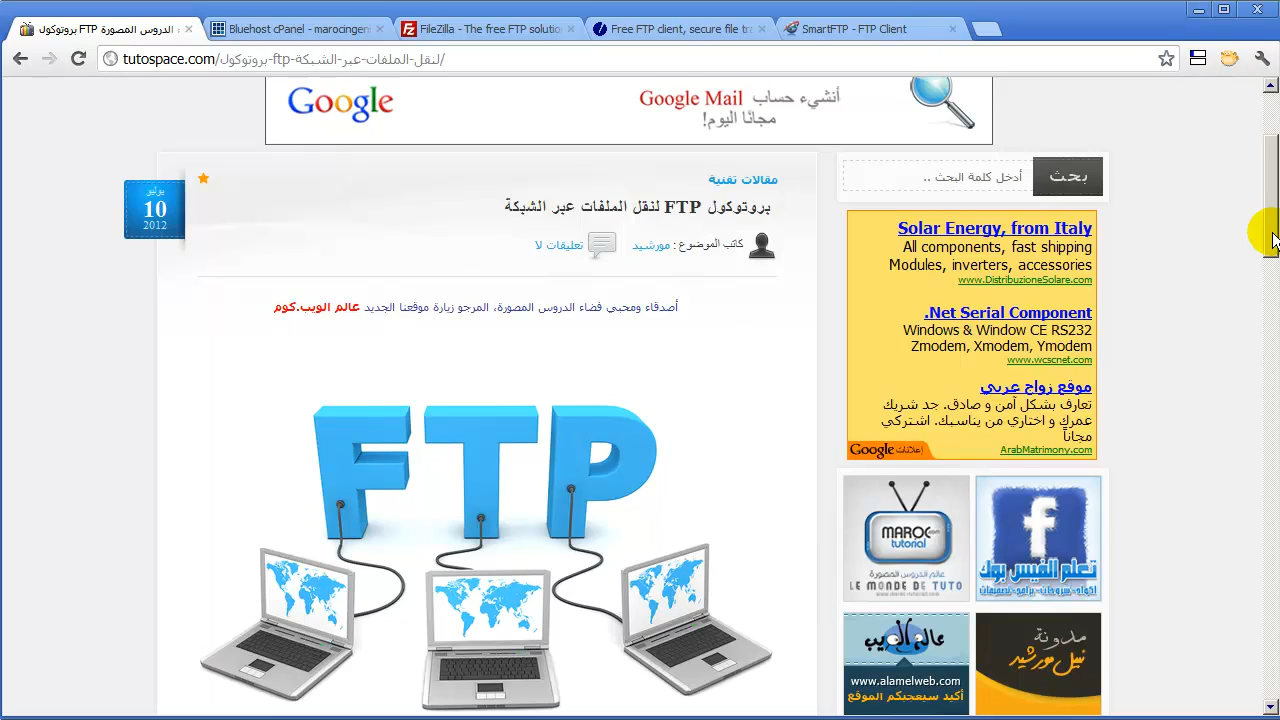 بروتوكول FTP الدروس المصورة
Bluehost cPanel - marocingen
FileZilla - The free FTP solutio
Free FTP client, secure file tra
SmartFTP - FTP Client
tutospace.com/بروتوكول-ftp-لنقل-الملفات-عبر-الشبكة/
Google
أنشيء حساب Google Mail
مجانًا اليوم!
يوليو
10
2012
مقالات تقنية
بروتوكول FTP لنقل الملفات عبر الشبكة
كاتب الموضوع : مورشيد
تعليقات لا
أصدقاء ومحبي فضاء الدروس المصورة، المرجو زيارة موقعنا الجديد عالم الويب.كوم
FTP
أدخل كلمة البحث ..
بحث
Solar Energy, from Italy
All components, fast shipping
Modules, inverters, accessories
www.DistribuzioneSolare.com
.Net Serial Component
Windows & Window CE RS232
Zmodem, Xmodem, Ymodem
www.wcscnet.com
موقع زواج عربي
تعارف بشكل آمن و صادق. جد شريك
عمرك و اختاري من يناسبك. اشتركي
مجاناً
ArabMatrimony.com
إعلانات Google
MAROC.com
tutorial
عالم الدروس المصورة
LE MONDE DE TUTO
f
تعلم الفيس بوك
عالم الويب
www.alamelweb.com
أكيد سيعجبكم الموقع
مدونة
نبيل مورشيد